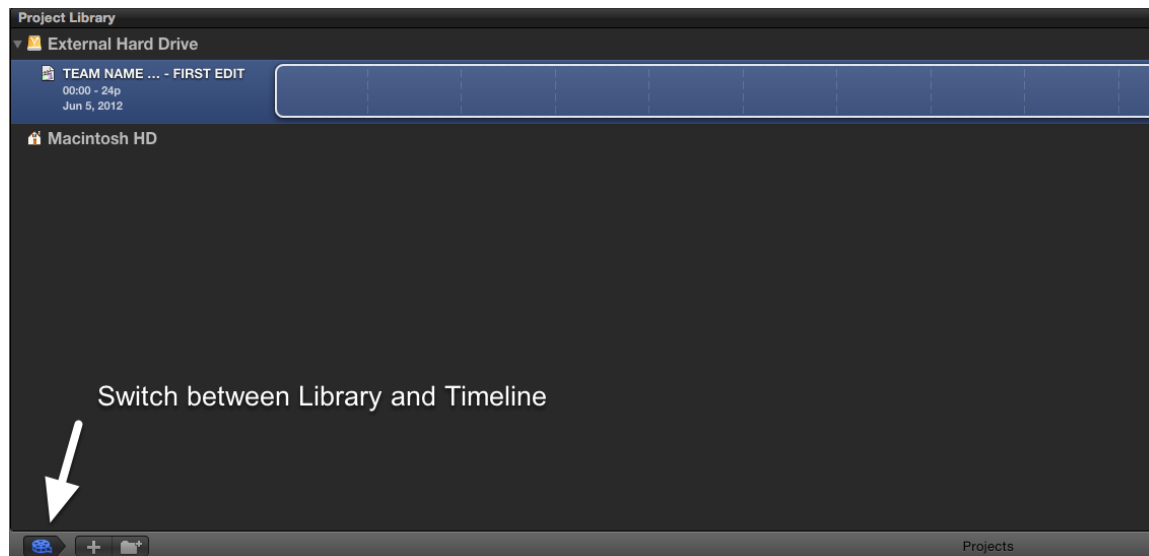 Project Library
External Hard Drive
TEAM NAME ... - FIRST EDIT
00:00 - 24p
Jun 5, 2012
Macintosh HD
Switch between Library and Timeline
Projects